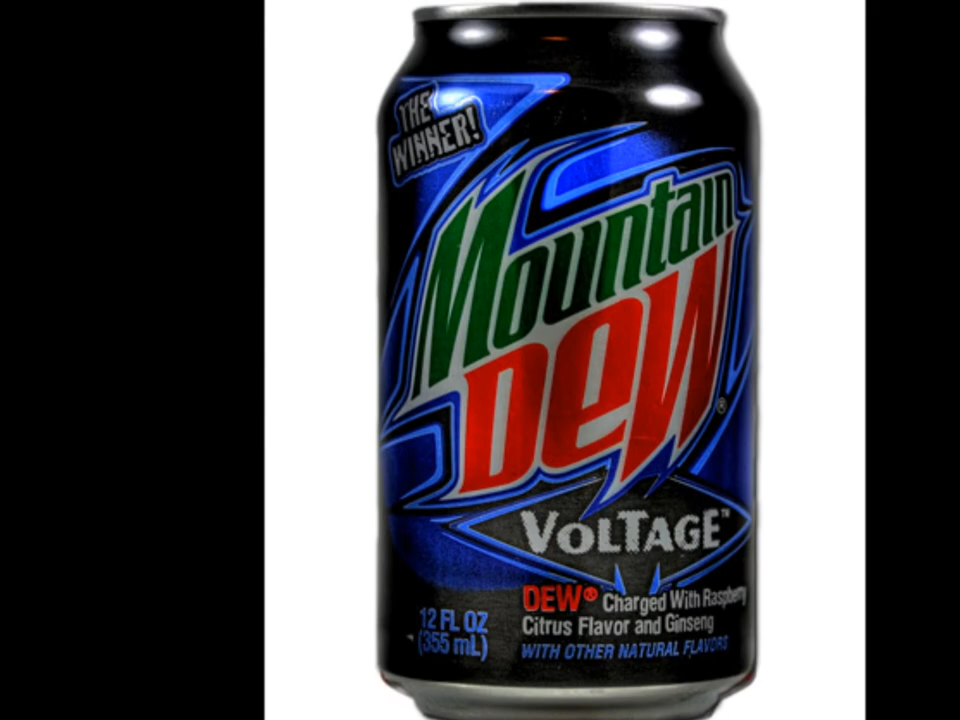 THE
WINNER!
Mountain
DEW®
VOLTAGE™
DEW® Charged With Raspberry
Citrus Flavor and Ginseng
WITH OTHER NATURAL FLAVORS
12 FL OZ
(355 mL)